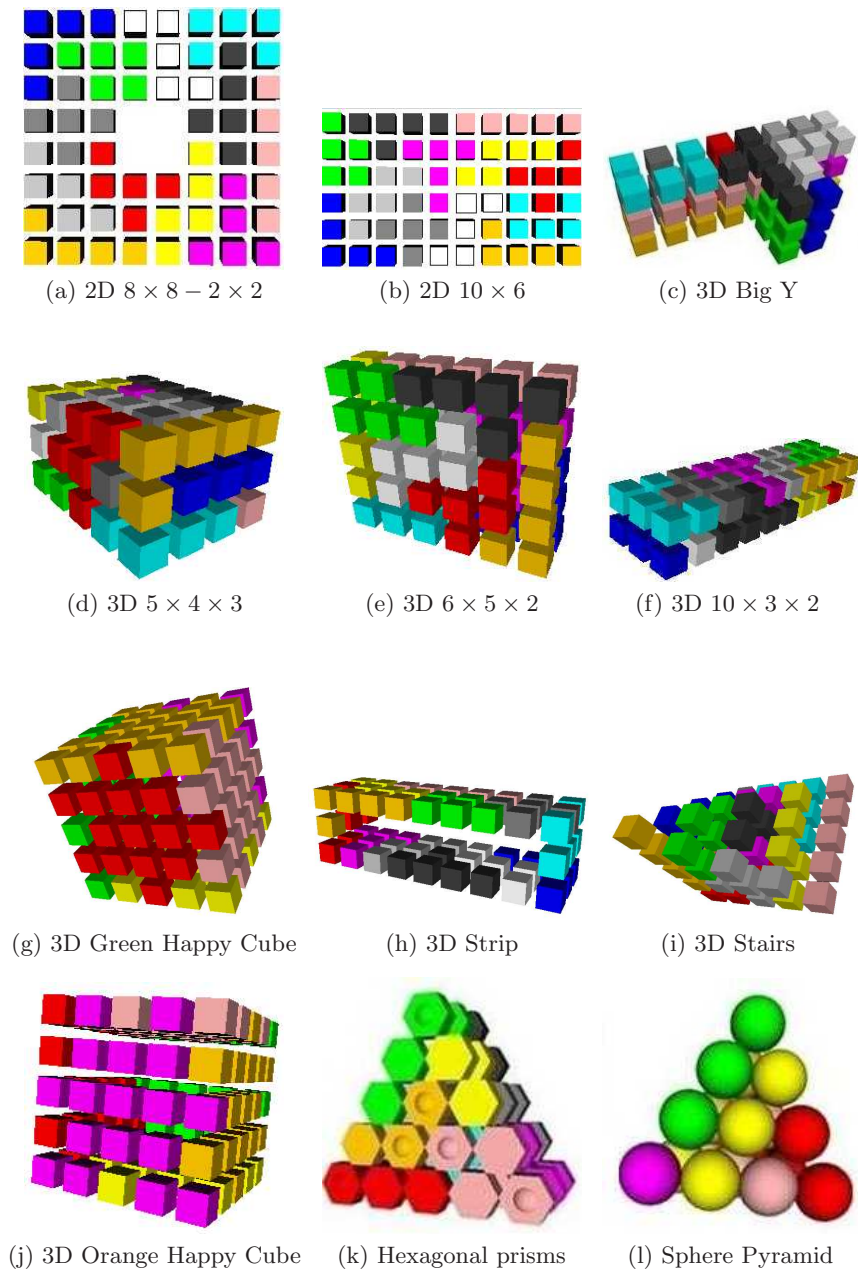 (a) 2D 8 × 8 − 2 × 2
(b) 2D 10 × 6
(c) 3D Big Y
(d) 3D 5 × 4 × 3
(e) 3D 6 × 5 × 2
(f) 3D 10 × 3 × 2
(g) 3D Green Happy Cube
(h) 3D Strip
(i) 3D Stairs
(j) 3D Orange Happy Cube
(k) Hexagonal prisms
(l) Sphere Pyramid